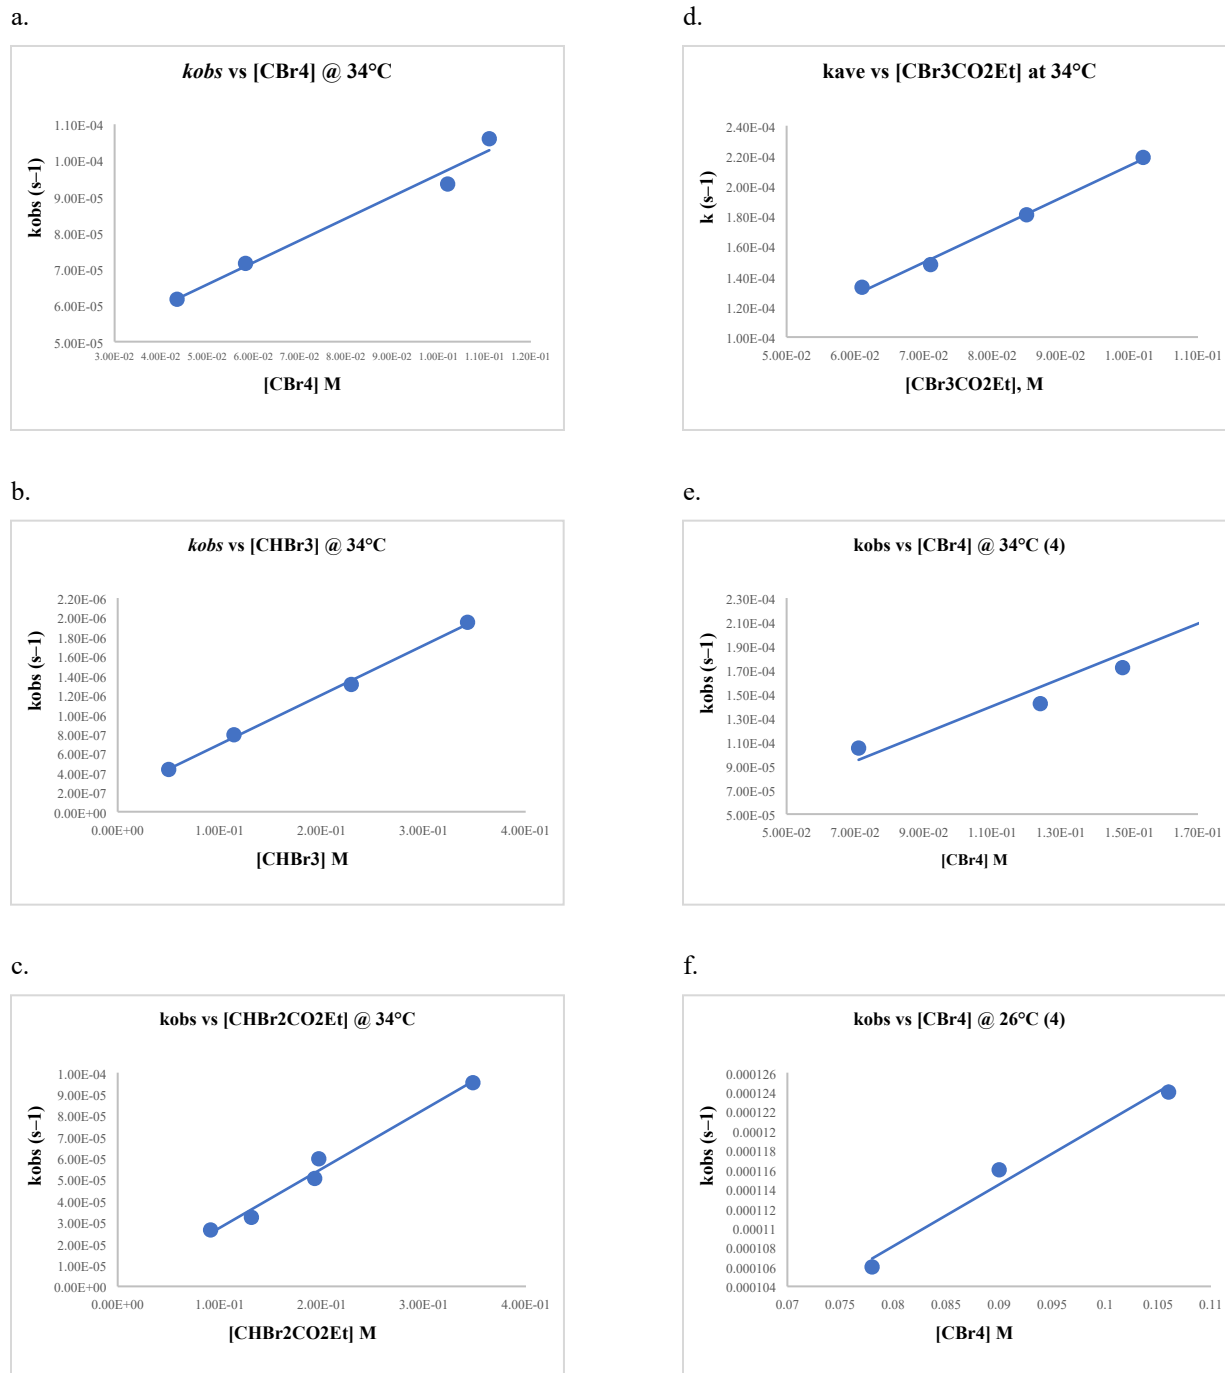 a.
kobs vs [CBr4] @ 34°C
kobs (s–1)
1.10E-04
1.00E-04
9.00E-05
8.00E-05
7.00E-05
6.00E-05
5.00E-05
3.00E-02 4.00E-02 5.00E-02 6.00E-02 7.00E-02 8.00E-02 9.00E-02 1.00E-01 1.10E-01 1.20E-01
[CBr4] M
d.
kave vs [CBr3CO2Et] at 34°C
k (s–1)
2.40E-04
2.20E-04
2.00E-04
1.80E-04
1.60E-04
1.40E-04
1.20E-04
1.00E-04
5.00E-02 6.00E-02 7.00E-02 8.00E-02 9.00E-02 1.00E-01 1.10E-01
[CBr3CO2Et], M
b.
kobs vs [CHBr3] @ 34°C
kobs (s–1)
2.20E-06
2.00E-06
1.80E-06
1.60E-06
1.40E-06
1.20E-06
1.00E-06
8.00E-07
6.00E-07
4.00E-07
2.00E-07
0.00E+00
0.00E+00 1.00E-01 2.00E-01 3.00E-01 4.00E-01
[CHBr3] M
e.
kobs vs [CBr4] @ 34°C (4)
kobs (s–1)
2.30E-04
2.10E-04
1.90E-04
1.70E-04
1.50E-04
1.30E-04
1.10E-04
9.00E-05
7.00E-05
5.00E-05
5.00E-02 7.00E-02 9.00E-02 1.10E-01 1.30E-01 1.50E-01 1.70E-01
[CBr4] M
c.
kobs vs [CHBr2CO2Et] @ 34°C
kobs (s–1)
1.00E-04
9.00E-05
8.00E-05
7.00E-05
6.00E-05
5.00E-05
4.00E-05
3.00E-05
2.00E-05
1.00E-05
0.00E+00
0.00E+00 1.00E-01 2.00E-01 3.00E-01 4.00E-01
[CHBr2CO2Et] M
f.
kobs vs [CBr4] @ 26°C (4)
kobs (s–1)
0.000126
0.000124
0.000122
0.00012
0.000118
0.000116
0.000114
0.000112
0.00011
0.000108
0.000106
0.000104
0.07 0.075 0.08 0.085 0.09 0.095 0.1 0.105 0.11
[CBr4] M